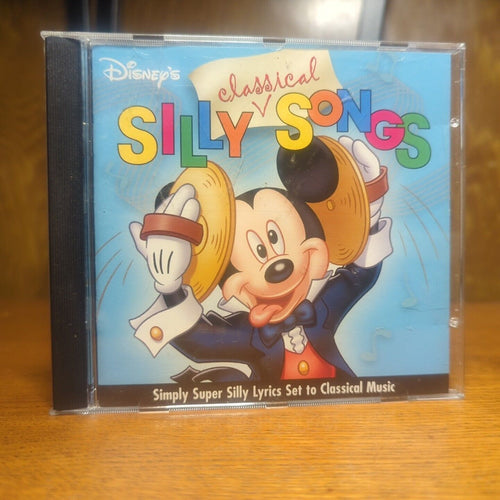 Disney's
classical
SILLY SONGS
Simply Super Silly Lyrics Set to Classical Music